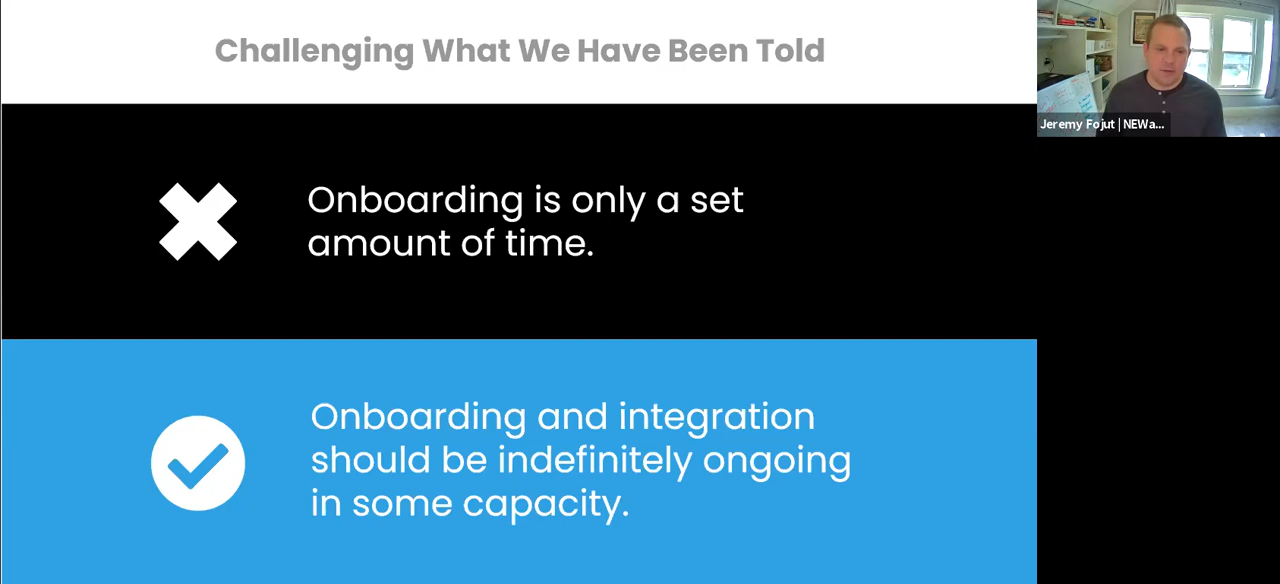 Challenging What We Have Been Told
Jeremy Fojut | NEWa...
Onboarding is only a set
amount of time.
Onboarding and integration
should be indefinitely ongoing
in some capacity.